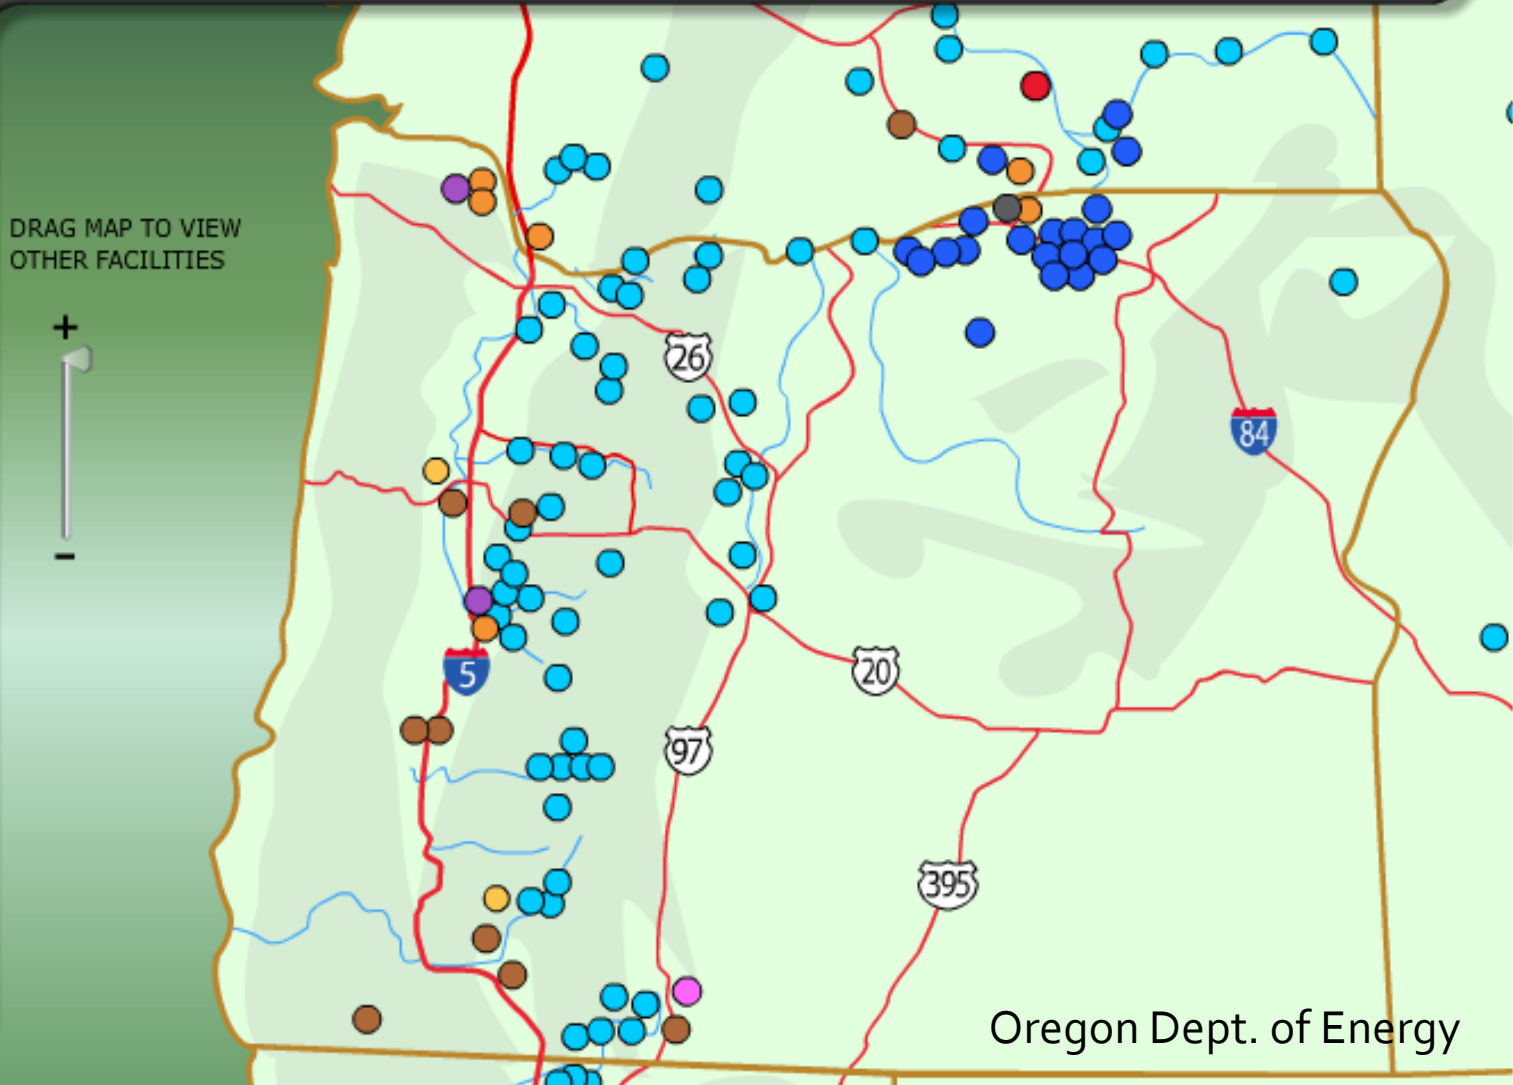 DRAG MAP TO VIEW
OTHER FACILITIES
+
−
26
84
5
20
97
395
Oregon Dept. of Energy